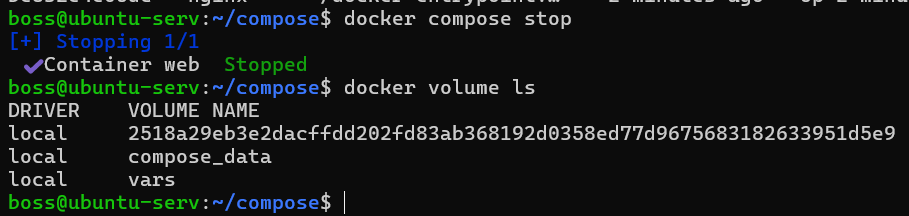 boss@ubuntu-serv:~/compose$ docker compose stop
[+] Stopping 1/1
✔Container web  Stopped
boss@ubuntu-serv:~/compose$ docker volume ls
DRIVER    VOLUME NAME
local     2518a29eb3e2dacffdd202fd83ab368192d0358ed77d9675683182633951d5e9
local     compose_data
local     vars
boss@ubuntu-serv:~/compose$